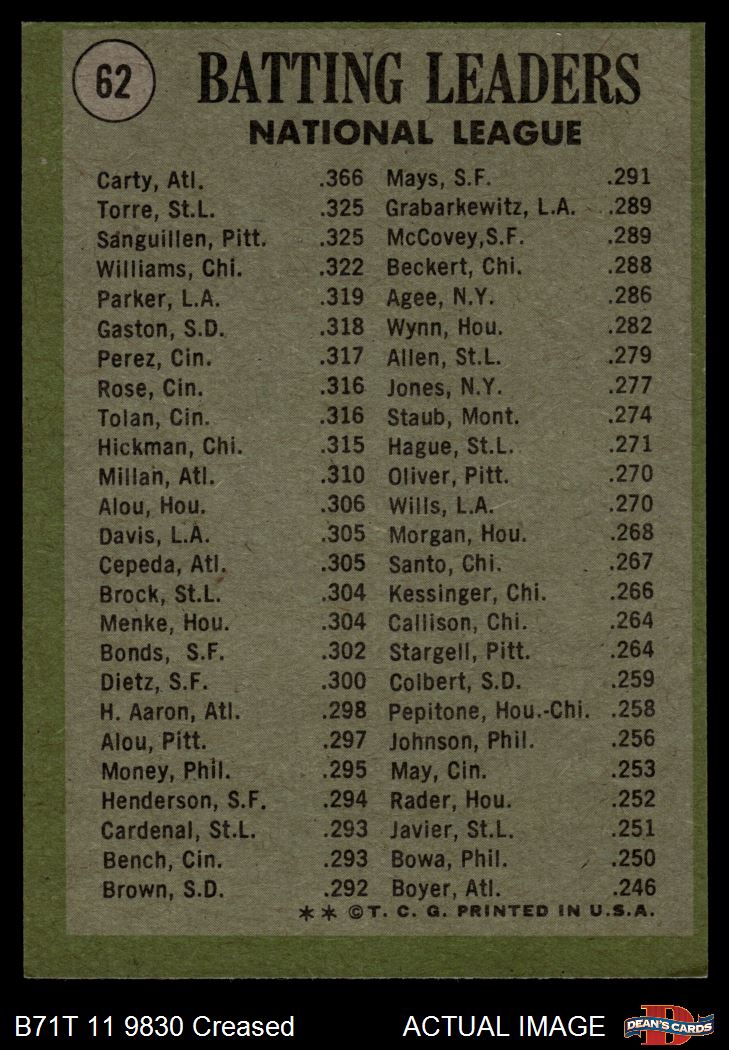 62
BATTING LEADERS
NATIONAL LEAGUE
Carty, Atl. .366
Torre, St.L. .325
Sanguillen, Pitt. .325
Williams, Chi. .322
Parker, L.A. .319
Gaston, S.D. .318
Perez, Cin. .317
Rose, Cin. .316
Tolan, Cin. .316
Hickman, Chi. .315
Millan, Atl. .310
Alou, Hou. .306
Davis, L.A. .305
Cepeda, Atl. .305
Brock, St.L. .304
Menke, Hou. .304
Bonds, S.F. .302
Dietz, S.F. .300
H. Aaron, Atl. .298
Alou, Pitt. .297
Money, Phil. .295
Henderson, S.F. .294
Cardenal, St.L. .293
Bench, Cin. .293
Brown, S.D. .292
Mays, S.F. .291
Grabarkewitz, L.A. .289
McCovey,S.F. .289
Beckert, Chi. .288
Agee, N.Y. .286
Wynn, Hou. .282
Allen, St.L. .279
Jones, N.Y. .277
Staub, Mont. .274
Hague, St.L. .271
Oliver, Pitt. .270
Wills, L.A. .270
Morgan, Hou. .268
Santo, Chi. .267
Kessinger, Chi. .266
Callison, Chi. .264
Stargell, Pitt. .264
Colbert, S.D. .259
Pepitone, Hou.-Chi. .258
Johnson, Phil. .256
May, Cin. .253
Rader, Hou. .252
Javier, St.L. .251
Bowa, Phil. .250
Boyer, Atl. .246
** ©T. C. G. PRINTED IN U.S.A.
B71T 11 9830 Creased ACTUAL IMAGE
D
DEAN'S CARDS